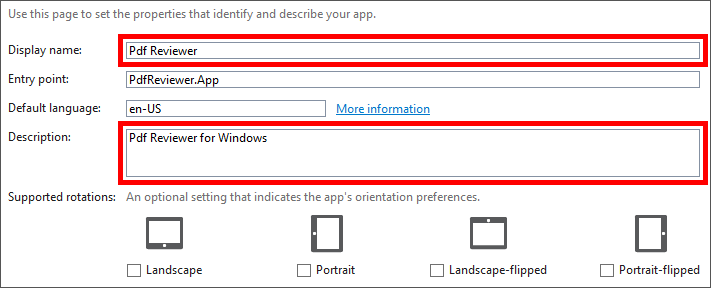 Use this page to set the properties that identify and describe your app.
Display name: Pdf Reviewer
Entry point: PdfReviewer.App
Default language: en-US More information
Description: Pdf Reviewer for Windows
Supported rotations: An optional setting that indicates the app's orientation preferences.
Landscape Portrait Landscape-flipped Portrait-flipped